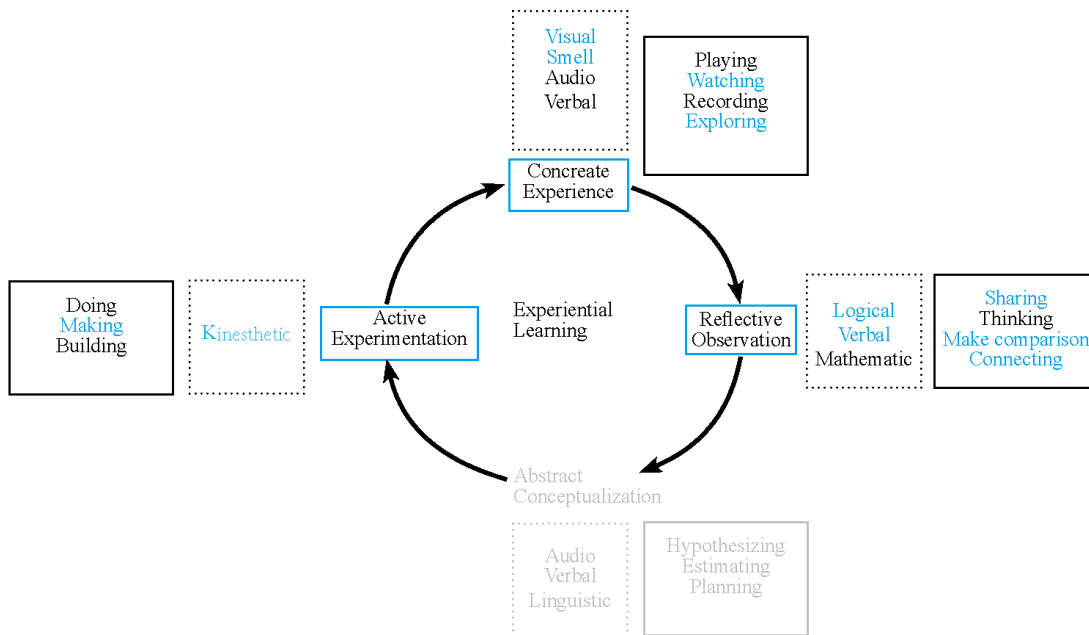 Visual
Smell
Audio
Verbal
Playing
Watching
Recording
Exploring
Concreate
Experience
Doing
Making
Building
Kinesthetic
Active
Experimentation
Experiential
Learning
Reflective
Observation
Logical
Verbal
Mathematic
Sharing
Thinking
Make comparison
Connecting
Abstract
Conceptualization
Audio
Verbal
Linguistic
Hypothesizing
Estimating
Planning